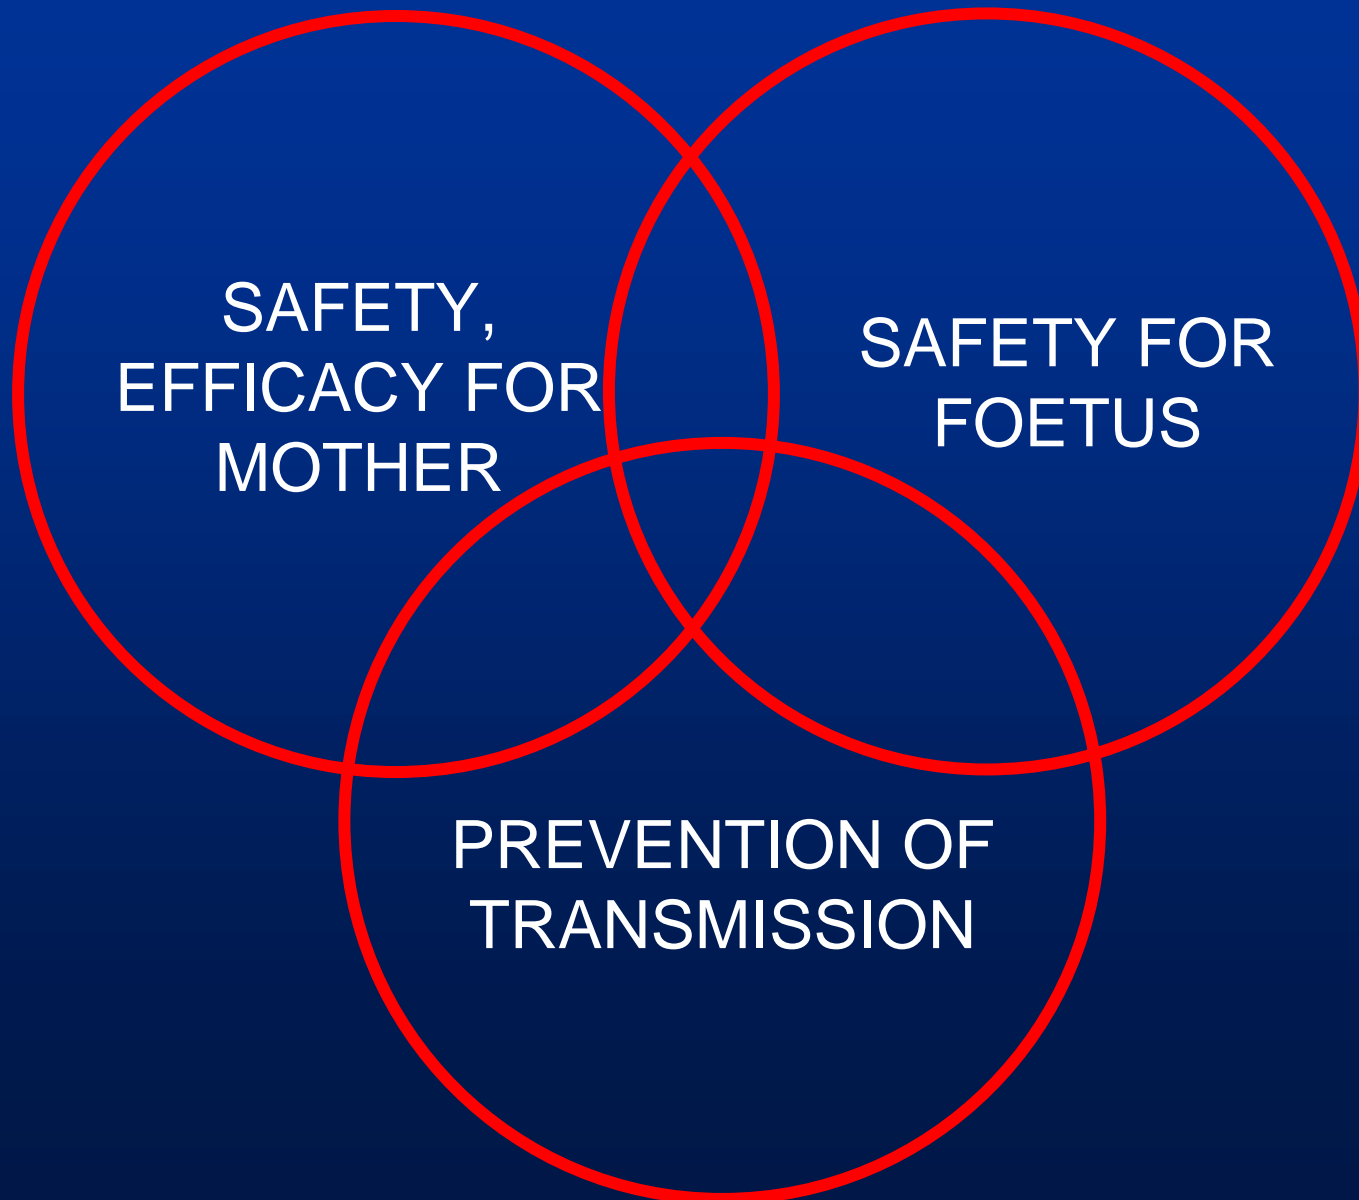 SAFETY,
EFFICACY FOR
MOTHER
SAFETY FOR
FOETUS
PREVENTION OF
TRANSMISSION